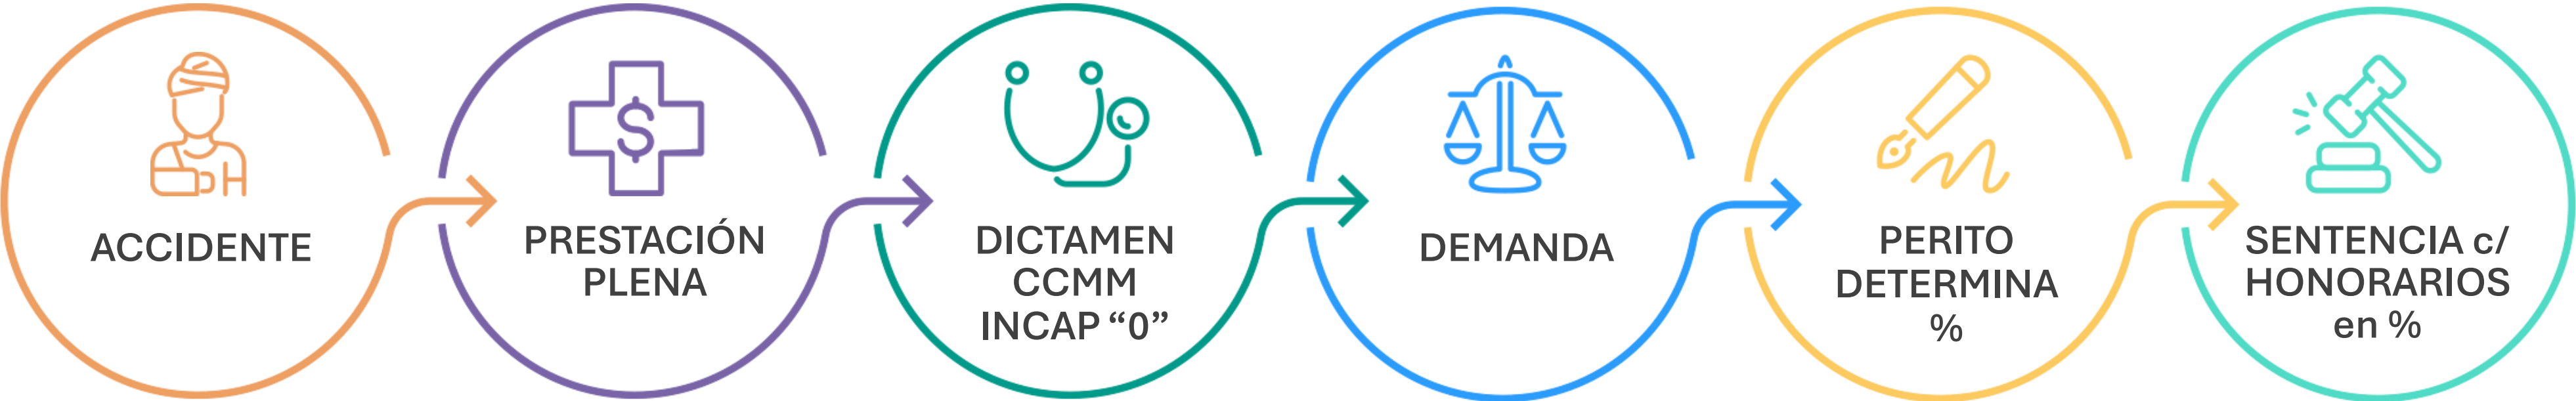 ACCIDENTE
PRESTACIÓN
PLENA
DICTAMEN
CCMM
INCAP “0”
DEMANDA
PERITO
DETERMINA
%
SENTENCIA c/
HONORARIOS
en %